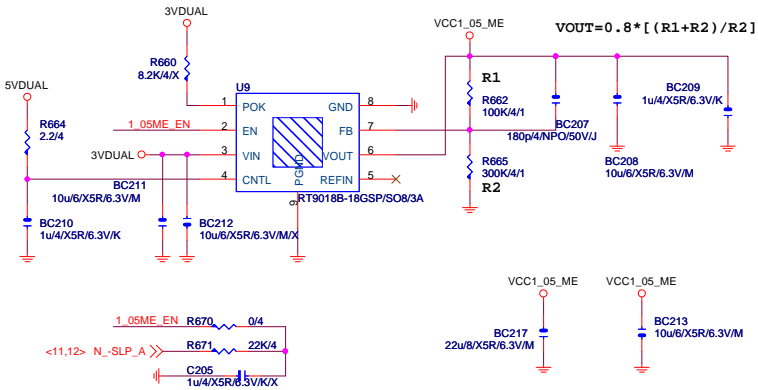 3VDUAL
VCC1_05_ME
VOUT=0.8*[(R1+R2)/R2]
R660
8.2K/4/X
5VDUAL
U9
R1
BC209
1u/4/X5R/6.3V/K
1
POK
GND
8
R662
100K/4/1
R664
2.2/4
1_05ME_EN
2
EN
FB
7
BC207
180p/4/NPO/50V/J
3VDUAL
3
VIN
VOUT
6
R665
300K/4/1
BC208
10u/6/X5R/6.3V/M
4
CNTL
PGND
REFIN
5
R2
BC211
10u/6/X5R/6.3V/M
9
RT9018B-18GSP/SO8/3A
BC210
1u/4/X5R/6.3V/K
BC212
10u/6/X5R/6.3V/M/X
VCC1_05_ME
VCC1_05_ME
1_05ME_EN
R670
0/4
BC217
22u/8/X5R/6.3V/M
BC213
10u/6/X5R/6.3V/M
<11,12>
N_-SLP_A
R671
22K/4
C205
1u/4/X5R/6.3V/K/X